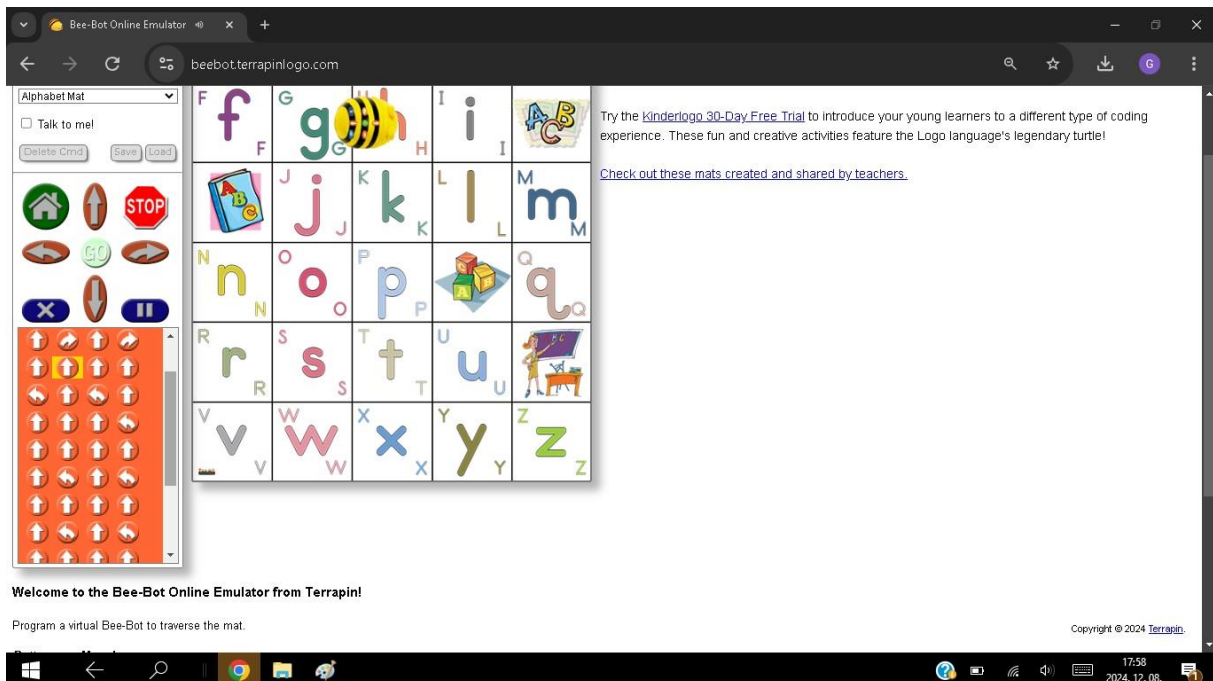 Bee-Bot Online Emulator
beebot.terrapinlogo.com
G
Alphabet Mat
Talk to me!
Delete Cmd Save Load
STOP
GO
F f F G g G h H I i I A B C
A B C J j J K k K L l L M m M
N n N O o O P p P A Q q Q
R r R S s S T t T U u U
V v V W w W X x X Y y Y Z z Z
Try the Kinderlogo 30-Day Free Trial to introduce your young learners to a different type of coding
experience. These fun and creative activities feature the Logo language's legendary turtle!
Check out these mats created and shared by teachers.
Welcome to the Bee-Bot Online Emulator from Terrapin!
Program a virtual Bee-Bot to traverse the mat.
Copyright © 2024 Terrapin.
17:58
2024. 12. 08.
1